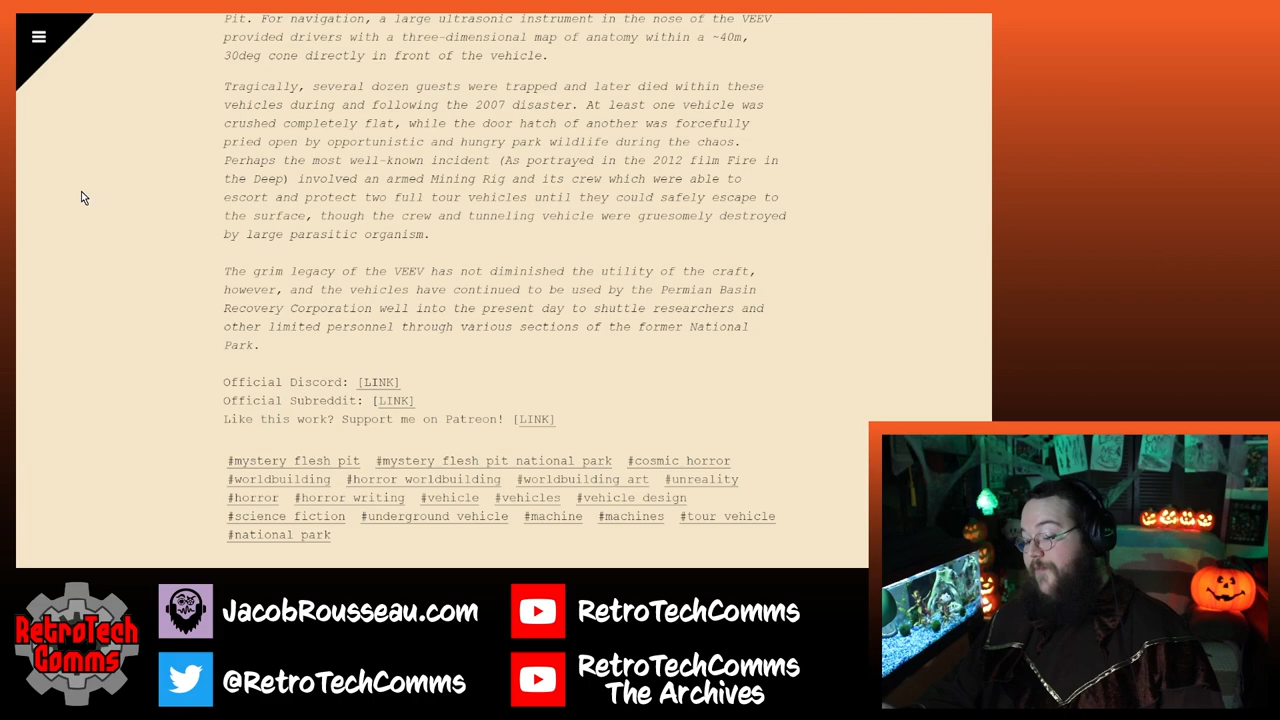 Pit. For navigation, a large ultrasonic instrument in the nose of the VEEV
provided drivers with a three-dimensional map of anatomy within a ~40m,
30deg cone directly in front of the vehicle.
Tragically, several dozen guests were trapped and later died within these
vehicles during and following the 2007 disaster. At least one vehicle was
crushed completely flat, while the door hatch of another was forcefully
pried open by opportunistic and hungry park wildlife during the chaos.
Perhaps the most well-known incident (As portrayed in the 2012 film Fire in
the Deep) involved an armed Mining Rig and its crew which were able to
escort and protect two full tour vehicles until they could safely escape to
the surface, though the crew and tunneling vehicle were gruesomely destroyed
by large parasitic organism.
The grim legacy of the VEEV has not diminished the utility of the craft,
however, and the vehicles have continued to be used by the Permian Basin
Recovery Corporation well into the present day to shuttle researchers and
other limited personnel through various sections of the former National
Park.
Official Discord: [LINK]
Official Subreddit: [LINK]
Like this work? Support me on Patreon! [LINK]
#mystery flesh pit #mystery flesh pit national park #cosmic horror
#worldbuilding #horror worldbuilding #worldbuilding art #unreality
#horror #horror writing #vehicle #vehicles #vehicle design
#science fiction #underground vehicle #machine #machines #tour vehicle
#national park
RetroTech
Comms
JacobRousseau.com
@RetroTechComms
RetroTechComms
RetroTechComms
The Archives